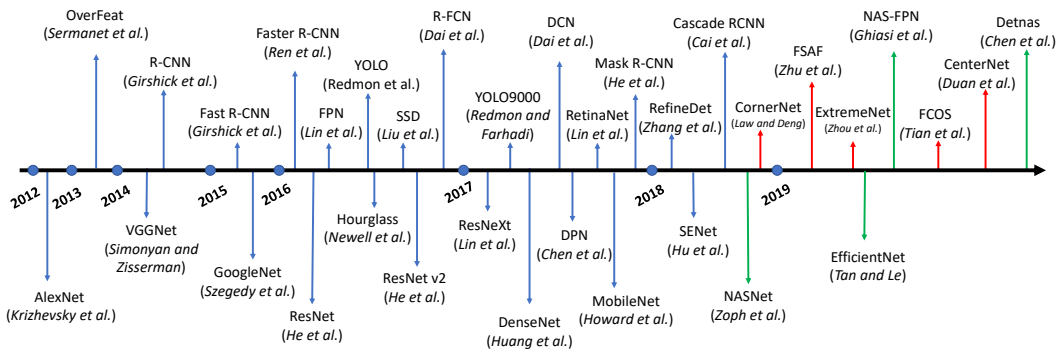 OverFeat
(Sermanet et al.)
R-CNN
(Girshick et al.)
Fast R-CNN
(Girshick et al.)
Faster R-CNN
(Ren et al.)
FPN
(Lin et al.)
YOLO
(Redmon et al.)
SSD
(Liu et al.)
R-FCN
(Dai et al.)
YOLO9000
(Redmon and
Farhadi)
DCN
(Dai et al.)
RetinaNet
(Lin et al.)
Mask R-CNN
(He et al.)
RefineDet
(Zhang et al.)
Cascade RCNN
(Cai et al.)
CornerNet
(Law and Deng)
FSAF
(Zhu et al.)
ExtremeNet
(Zhou et al.)
NAS-FPN
(Ghiasi et al.)
FCOS
(Tian et al.)
CenterNet
(Duan et al.)
Detnas
(Chen et al.)
2012
2013
2014
2015
2016
2017
2018
2019
AlexNet
(Krizhevsky et al.)
VGGNet
(Simonyan and
Zisserman)
GoogleNet
(Szegedy et al.)
ResNet
(He et al.)
Hourglass
(Newell et al.)
ResNet v2
(He et al.)
ResNeXt
(Lin et al.)
DenseNet
(Huang et al.)
DPN
(Chen et al.)
MobileNet
(Howard et al.)
SENet
(Hu et al.)
NASNet
(Zoph et al.)
EfficientNet
(Tan and Le)